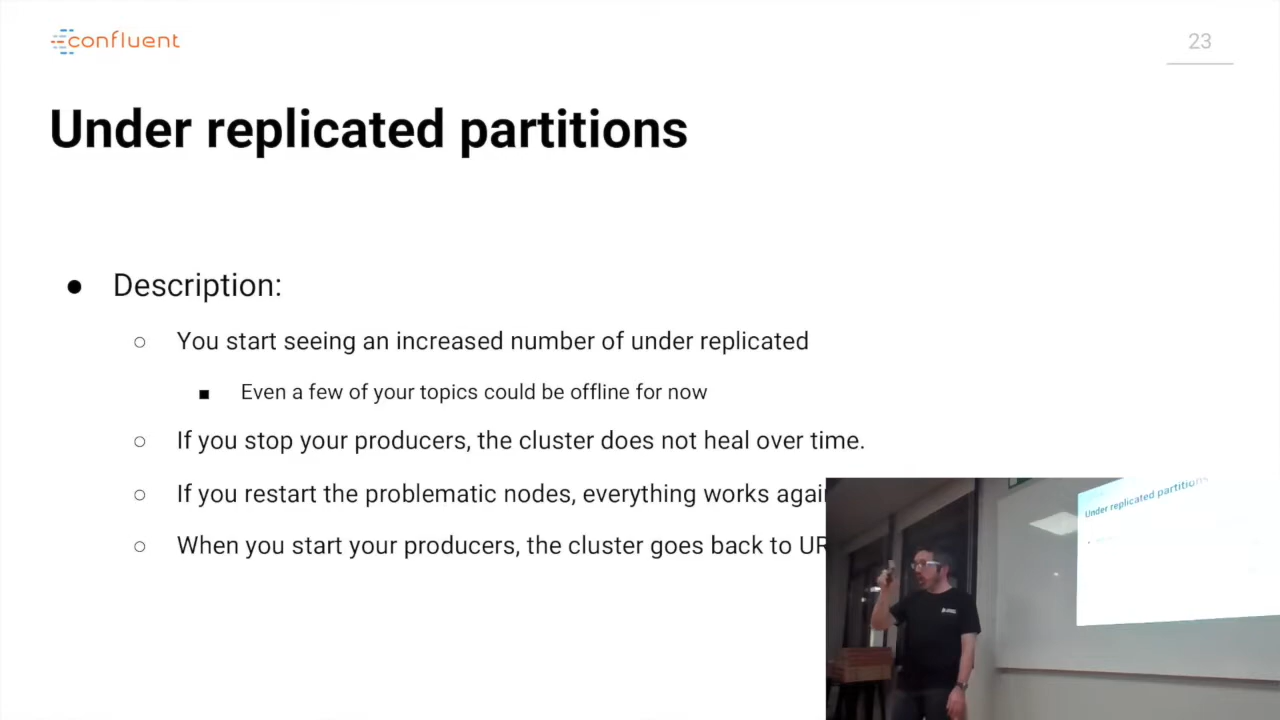 confluent
23
Under replicated partitions
● Description:
○ You start seeing an increased number of under replicated
■ Even a few of your topics could be offline for now
○ If you stop your producers, the cluster does not heal over time.
○ If you restart the problematic nodes, everything works again
○ When you start your producers, the cluster goes back to UR
Under replicated partitions